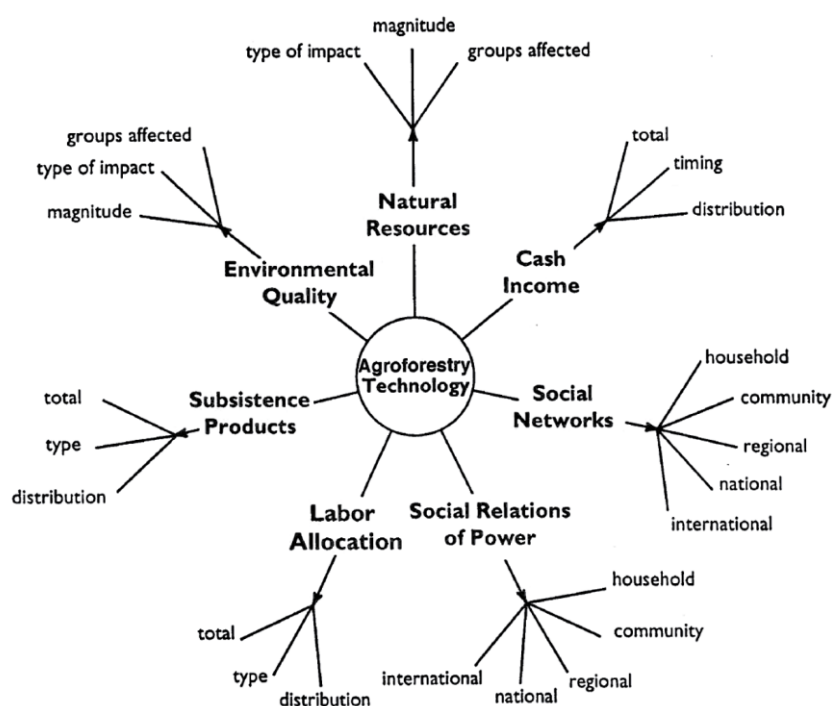 magnitude
type of impact
groups affected
Natural
Resources
groups affected
type of impact
magnitude
Environmental
Quality
total
timing
distribution
Cash
Income
Agroforestry
Technology
Subsistence
Products
total
type
distribution
Social
Networks
household
community
regional
national
international
Labor
Allocation
total
type
distribution
Social Relations
of Power
household
community
regional
national
international